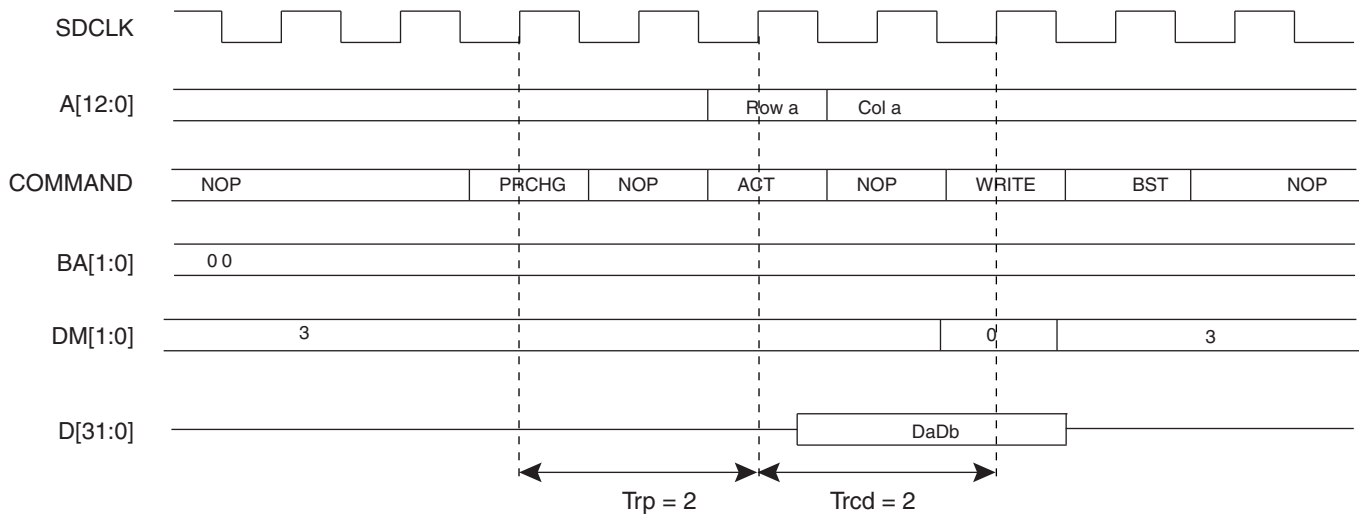 SDCLK
A[12:0] Row a Col a
COMMAND NOP PRCHG NOP ACT NOP WRITE BST NOP
BA[1:0] 0 0
DM[1:0] 3 0 3
D[31:0] DaDb
Trp = 2 Trcd = 2